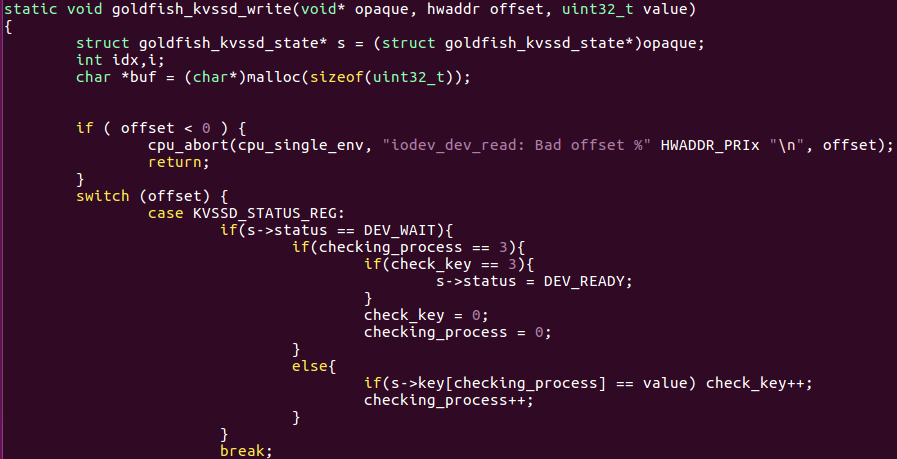 static void goldfish_kvssd_write(void* opaque, hwaddr offset, uint32_t value)
{
        struct goldfish_kvssd_state* s = (struct goldfish_kvssd_state*)opaque;
        int idx,i;
        char *buf = (char*)malloc(sizeof(uint32_t));
        if ( offset < 0 ) {
                cpu_abort(cpu_single_env, "iodev_dev_read: Bad offset %" HWADDR_PRIx "\n", offset);
                return;
        }
        switch (offset) {
                case KVSSD_STATUS_REG:
                        if(s->status == DEV_WAIT){
                                if(checking_process == 3){
                                        if(check_key == 3){
                                                s->status = DEV_READY;
                                        }
                                        check_key = 0;
                                        checking_process = 0;
                                }
                                else{
                                        if(s->key[checking_process] == value) check_key++;
                                        checking_process++;
                                }
                        }
                        break;